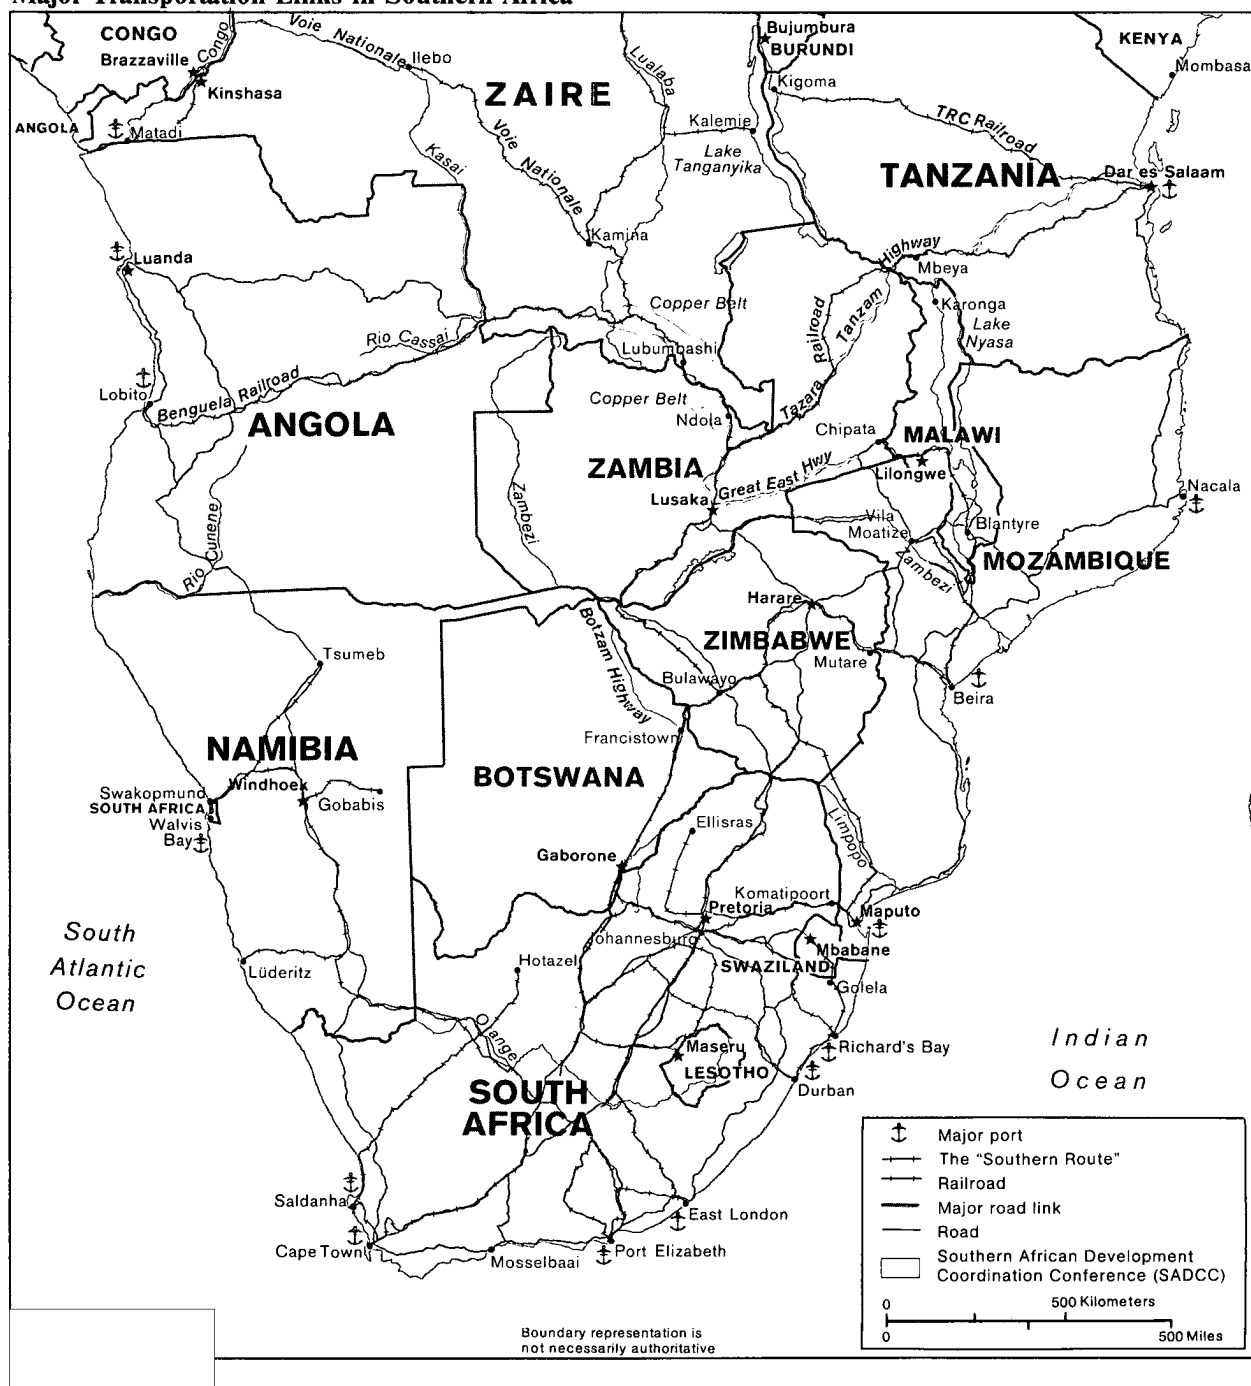 Major Transportation Links in Southern Africa
CONGO
Brazzaville
Congo
Kinshasa
Voie Nationale
Ilebo
ZAIRE
Lualaba
Bujumbura
BURUNDI
Kigoma
KENYA
Mombasa
ANGOLA
Matadi
Kasai
Voie Nationale
Kalemie
Lake
Tanganyika
TRC Railroad
TANZANIA
Dar es Salaam
Luanda
Kamina
Highway
Mbeya
Copper Belt
Karonga
Lake
Nyasa
Rio Cassai
Lubumbashi
Railroad
Tanzam
Lobito
Benguela Railroad
Copper Belt
Ndola
Tazara
ANGOLA
Chipata
MALAWI
ZAMBIA
Great East Hwy
Lilongwe
Lusaka
Zambezi
Nacala
Vila
Moatize
Blantyre
Rio Cunene
Zambezi
MOZAMBIQUE
Harare
Botzam Highway
ZIMBABWE
Mutare
Tsumeb
Bulawayo
Beira
Francistown
NAMIBIA
BOTSWANA
Swakopmund
Windhoek
SOUTH AFRICA
Gobabis
Walvis
Bay
Ellisras
Limpopo
Gaborone
Komatipoort
Pretoria
Maputo
Johannesburg
Mbabane
South
Atlantic
Ocean
Hotazel
SWAZILAND
Lüderitz
Golela
Orange
Maseru
LESOTHO
Richard's Bay
Durban
Indian
Ocean
SOUTH
AFRICA
Saldanha
Cape Town
Mosselbaai
Port Elizabeth
East London
Major port
The "Southern Route"
Railroad
Major road link
Road
Southern African Development
Coordination Conference (SADCC)
0 500 Kilometers
0 500 Miles
Boundary representation is
not necessarily authoritative